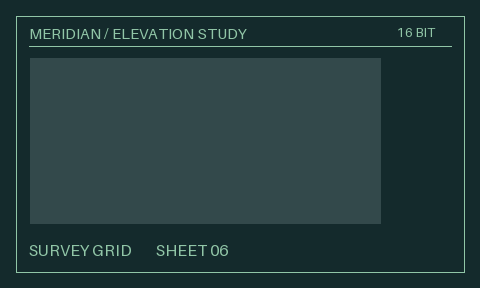 MERIDIAN / ELEVATION STUDY
16 BIT
SURVEY GRID
SHEET 06